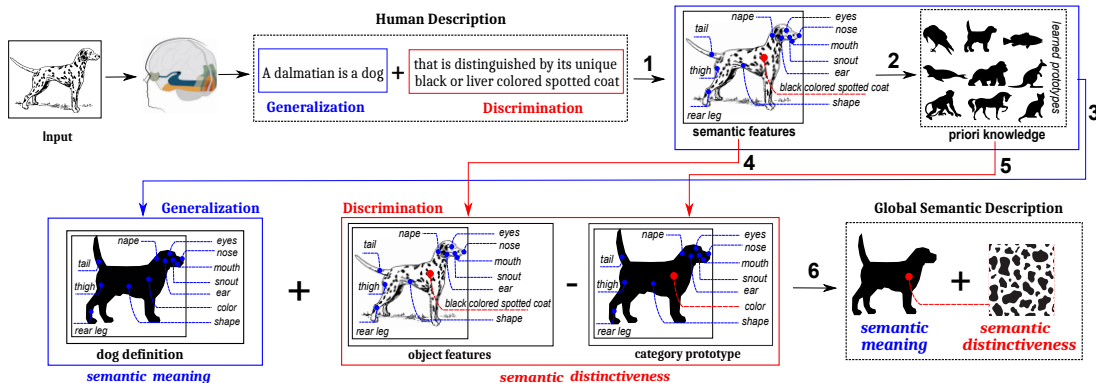 Human Description
Input
A dalmatian is a dog
Generalization
+
that is distinguished by its unique
black or liver colored spotted coat
Discrimination
1
nape
eyes
tail
nose
mouth
thigh
snout
ear
black colored spotted coat
shape
rear leg
semantic features
2
learned prototypes
priori knowledge
3
4
5
Generalization
nape
eyes
nose
tail
mouth
snout
thigh
ear
color
shape
rear leg
dog definition
semantic meaning
+
Discrimination
nape
eyes
nose
tail
mouth
snout
thigh
ear
black colored spotted coat
shape
rear leg
object features
-
nape
eyes
nose
tail
mouth
snout
thigh
ear
color
shape
rear leg
category prototype
semantic distinctiveness
6
Global Semantic Description
+
semantic
meaning
semantic
distinctiveness